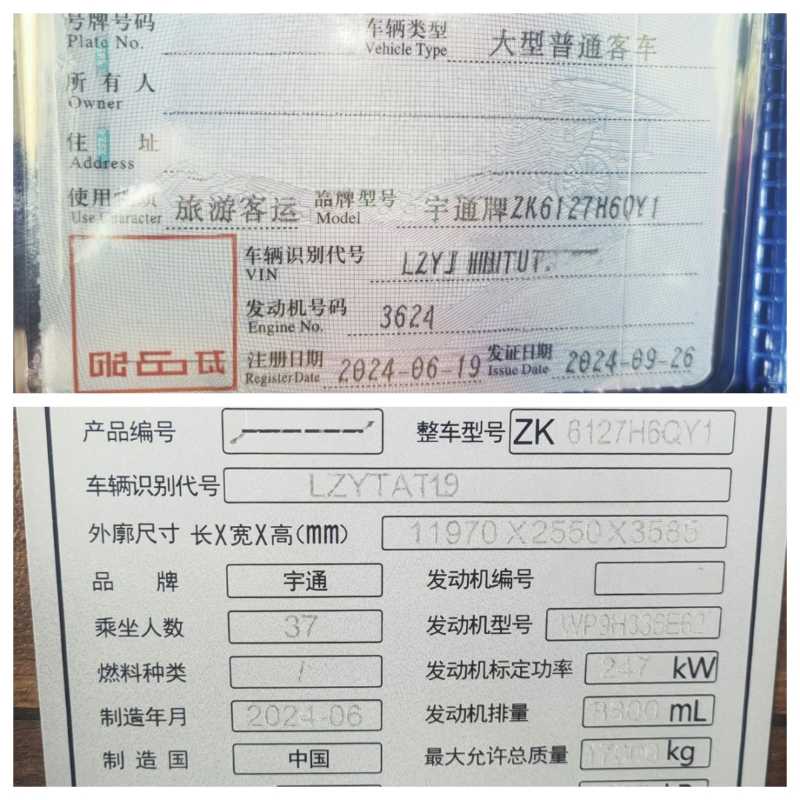 号牌号码 车辆类型 大型普通客车
Plate No. Vehicle Type
所有人
Owner
住 址
Address
使用性质 旅游客运 品牌型号 宇通牌ZK6127H6QY1
Use Character Model
车辆识别代号
VIN
发动机号码 3624
Engine No.
注册日期 2024-06-19 发证日期 2024-09-26
Register Date Issue Date
产品编号 整车型号 ZK 6127H6QY1
车辆识别代号 LZYTAT19
外廓尺寸 长X宽X高(mm) 11970X2550X3585
品 牌 宇通 发动机编号
乘坐人数 37 发动机型号
燃料种类 / 发动机标定功率 247 kW
制造年月 2024-06 发动机排量 mL
制造国 中国 最大允许总质量 kg